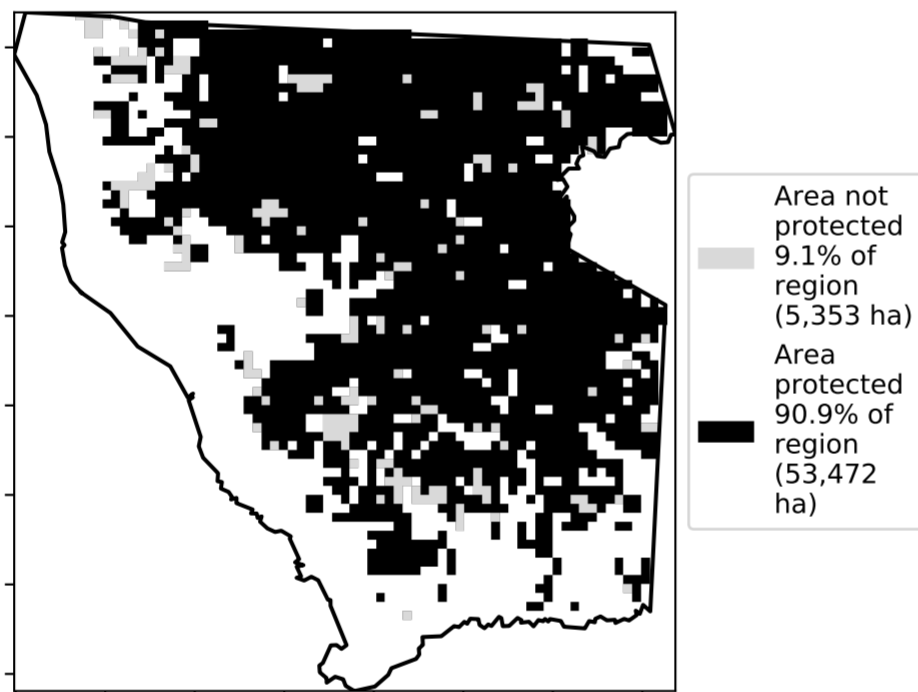 Area not
protected
9.1% of
region
(5,353 ha)
Area
protected
90.9% of
region
(53,472
ha)